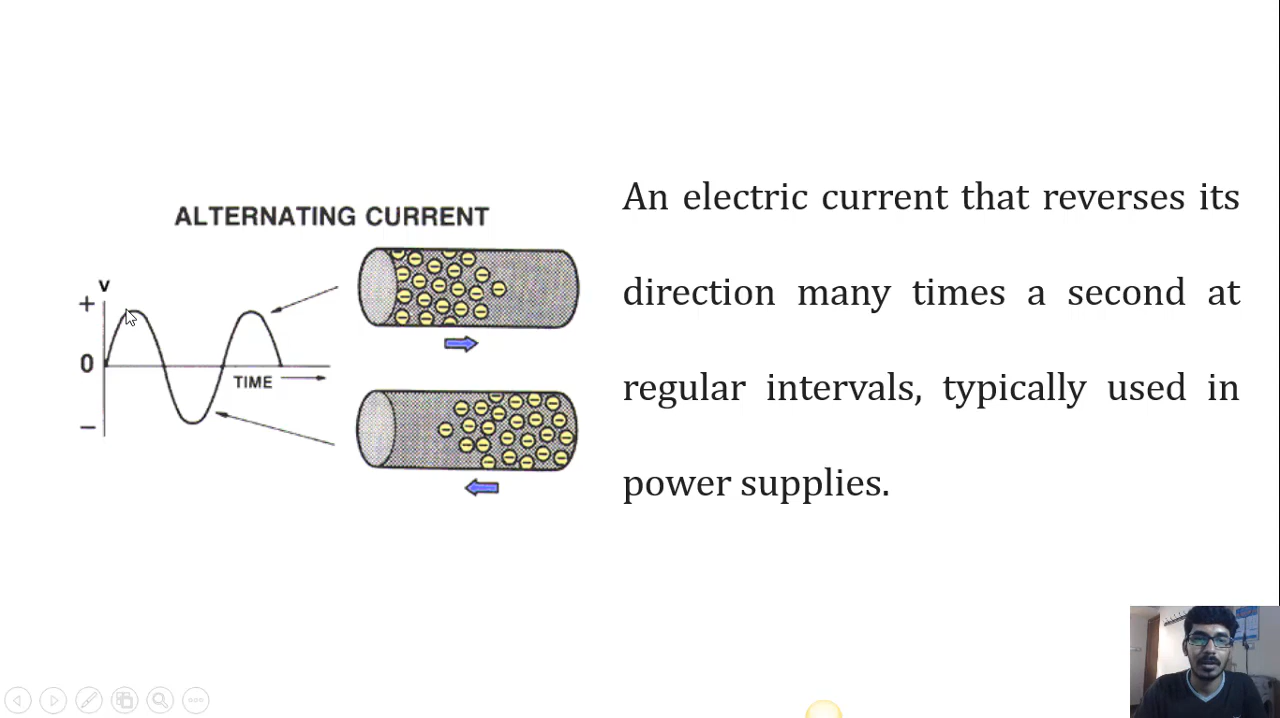 ALTERNATING CURRENT
V
+
0
−
TIME
An electric current that reverses its
direction many times a second at
regular intervals, typically used in
power supplies.